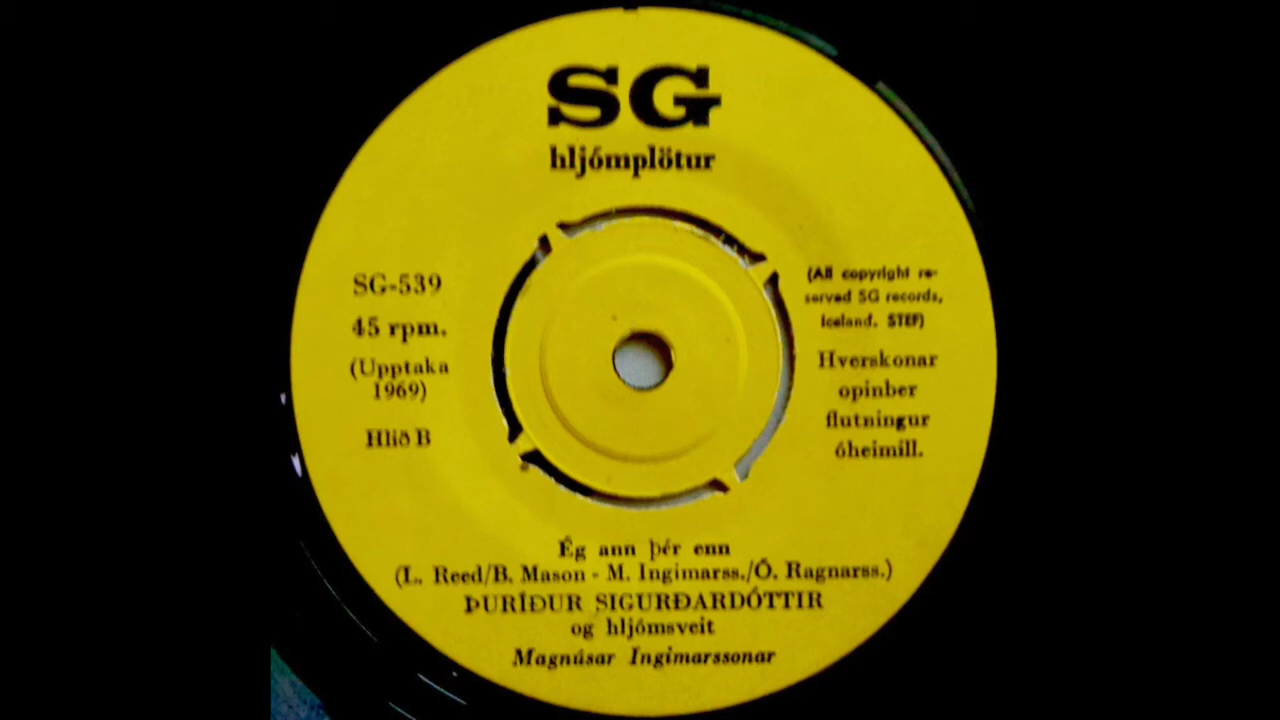 SG
hljómplötur
SG-539
45 rpm.
(Upptaka
1969)
Hlið B
(All copyright re-
served SG records,
Iceland. STEF)
Hverskonar
opinber
flutningur
óheimill.
Ég ann þér enn
(L. Reed/B. Mason - M. Ingimarss./Ó. Ragnarss.)
ÞURÍÐUR SIGURÐARDÓTTIR
og hljómsveit
Magnúsar Ingimarssonar